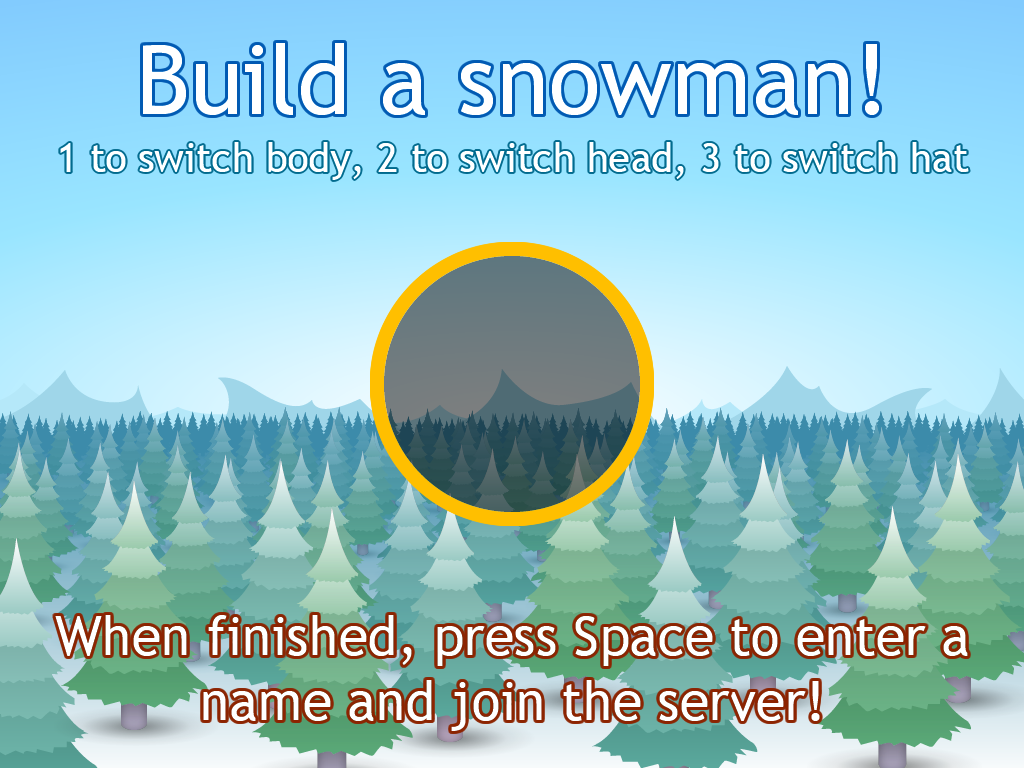 Build a snowman!
1 to switch body, 2 to switch head, 3 to switch hat
When finished, press Space to enter a
name and join the server!